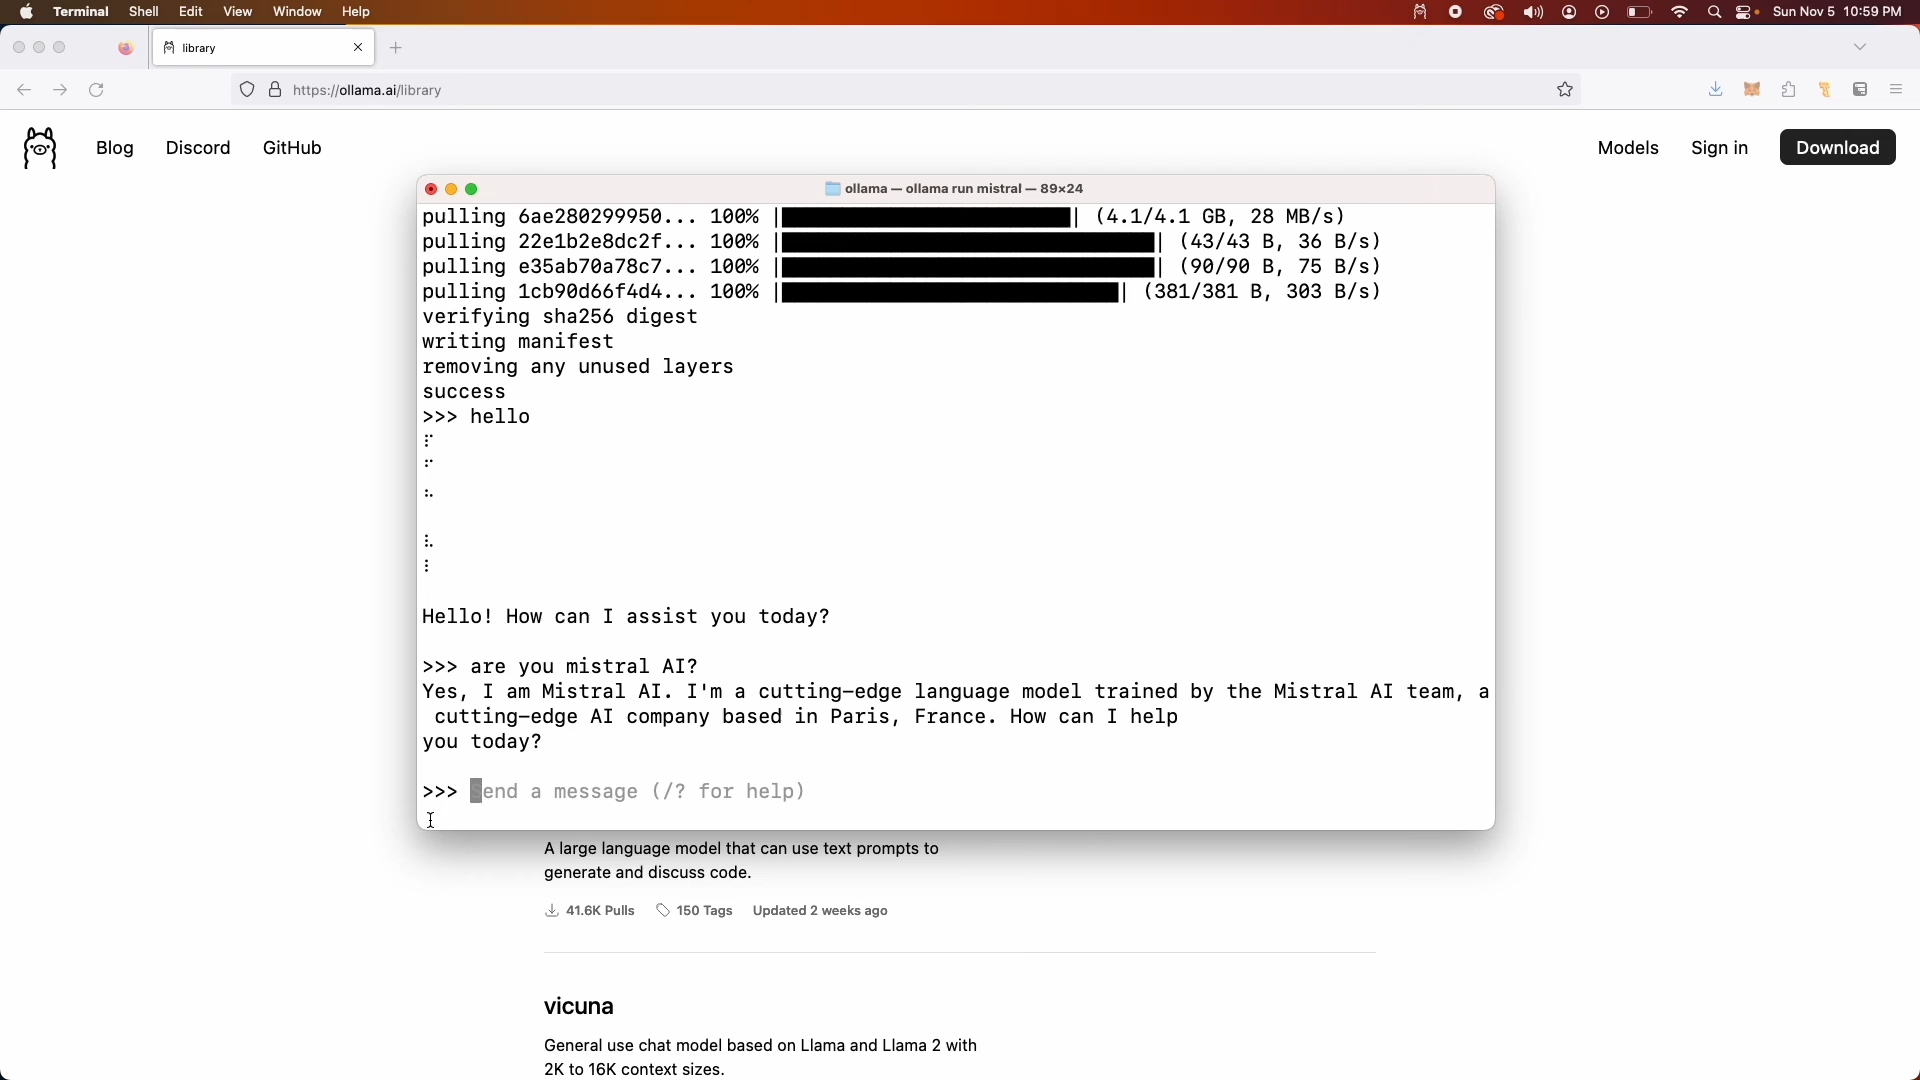 Terminal Shell Edit View Window Help Sun Nov 5 10:59 PM
library
https://ollama.ai/library
Blog Discord GitHub Models Sign in Download
ollama — ollama run mistral — 89×24
pulling 6ae280299950... 100% (4.1/4.1 GB, 28 MB/s)
pulling 22e1b2e8dc2f... 100% (43/43 B, 36 B/s)
pulling e35ab70a78c7... 100% (90/90 B, 75 B/s)
pulling 1cb90d66f4d4... 100% (381/381 B, 303 B/s)
verifying sha256 digest
writing manifest
removing any unused layers
success
>>> hello
Hello! How can I assist you today?
>>> are you mistral AI?
Yes, I am Mistral AI. I'm a cutting-edge language model trained by the Mistral AI team, a
cutting-edge AI company based in Paris, France. How can I help
you today?
>>> Send a message (/? for help)
A large language model that can use text prompts to
generate and discuss code.
41.6K Pulls 150 Tags Updated 2 weeks ago
vicuna
General use chat model based on Llama and Llama 2 with
2K to 16K context sizes.